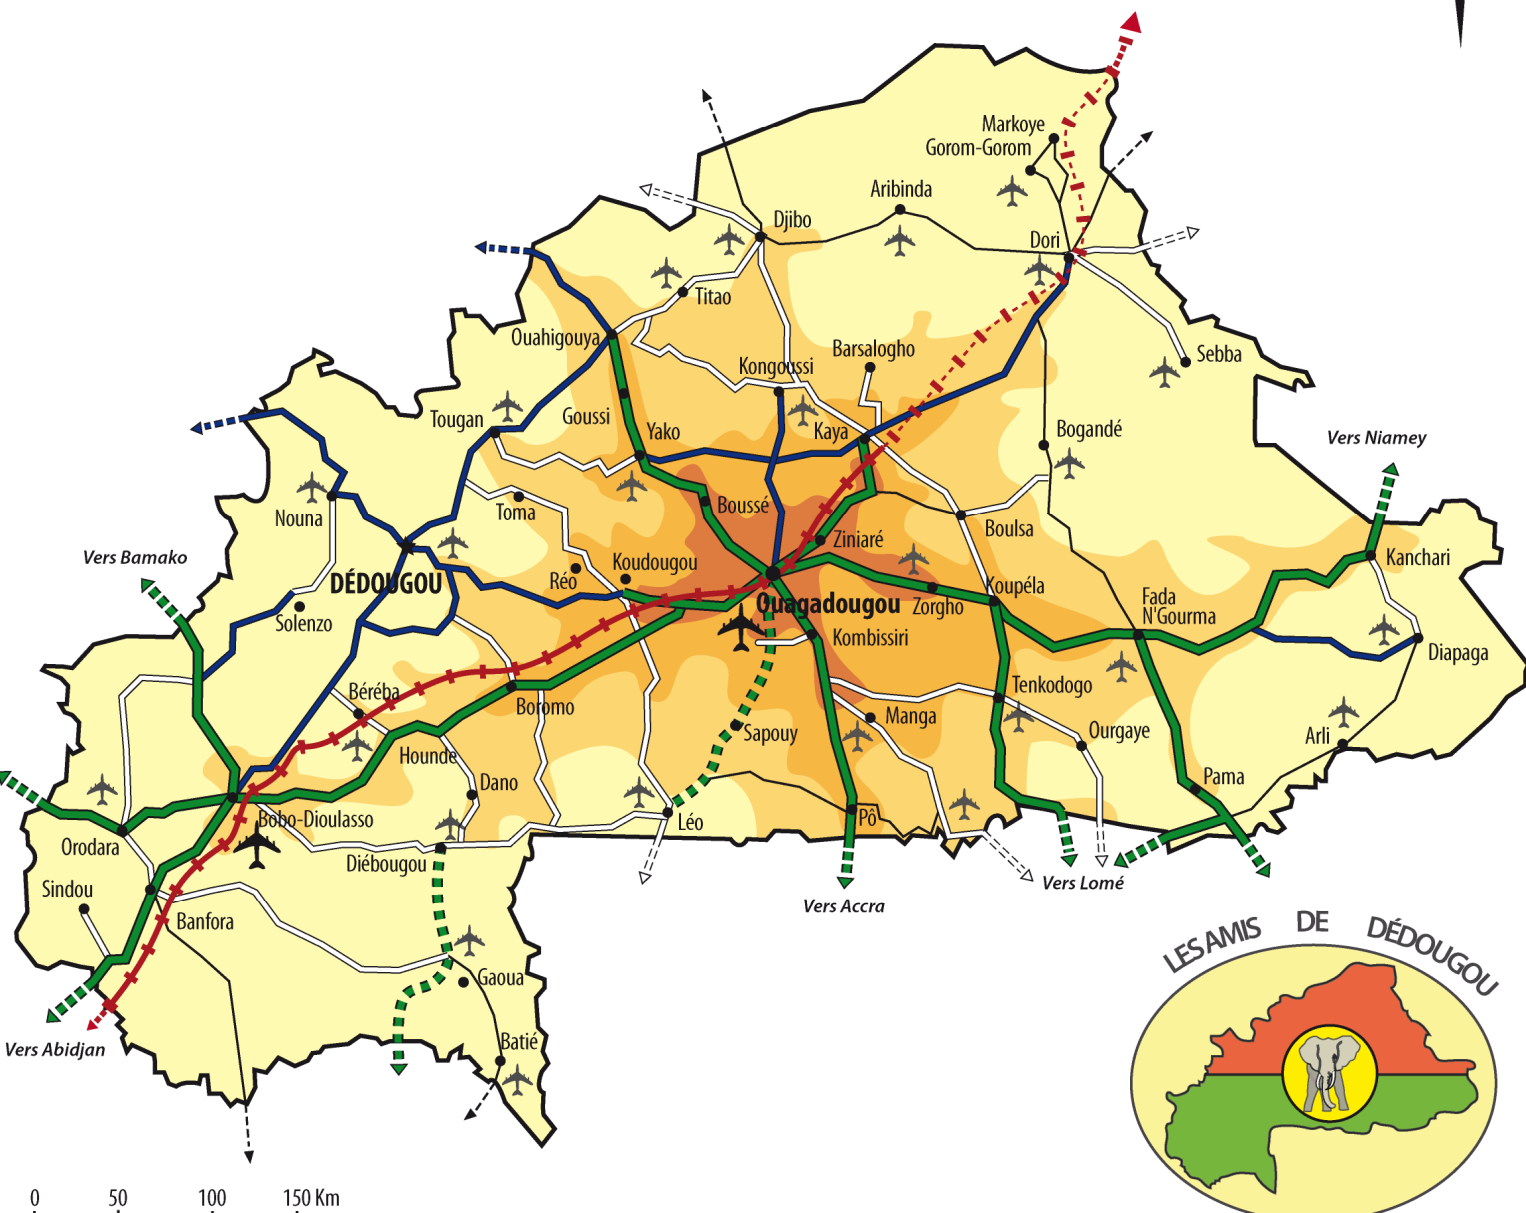 Markoye
Gorom-Gorom
Aribinda
Djibo
Dori
Titao
Ouahigouya
Sebba
Barsalogho
Kongoussi
Tougan
Goussi
Yako
Kaya
Bogandé
Vers Niamey
Nouna
Toma
Boussé
Boulsa
Ziniaré
Kanchari
Vers Bamako
DÉDOUGOU
Réo
Koudougou
Koupéla
Fada
N'Gourma
Zorgho
Ouagadougou
Solenzo
Kombissiri
Diapaga
Béréba
Boromo
Tenkodogo
Manga
Ourgaye
Arli
Sapouy
Hounde
Dano
Pama
Bobo-Dioulasso
Léo
Pô
Orodara
Diébougou
Sindou
Vers Accra
Vers Lomé
Banfora
Gaoua
Vers Abidjan
Batié
LES AMIS DE DÉDOUGOU
0 50 100 150 Km